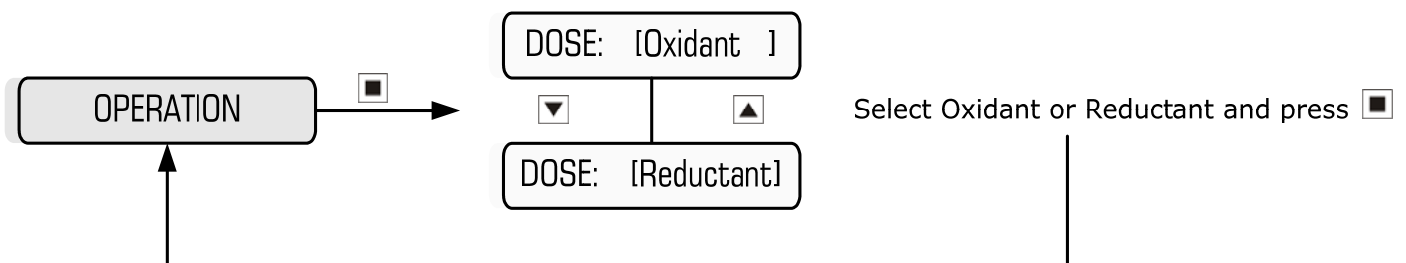 DOSE: [Oxidant ]
OPERATION
Select Oxidant or Reductant and press
DOSE: [Reductant]